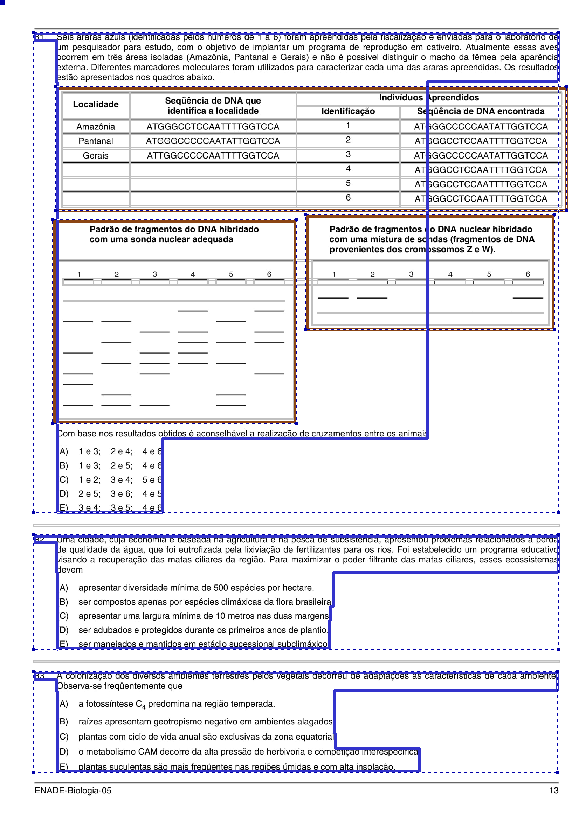 31 Seis araras azuis (identificadas pelos números de 1 a 6) foram apreendidas pela fiscalização e enviadas para o laboratório de
um pesquisador para estudo, com o objetivo de implantar um programa de reprodução em cativeiro. Atualmente essas aves
ocorrem em três áreas isoladas (Amazônia, Pantanal e Gerais) e não é possível distinguir o macho da fêmea pela aparência
externa. Diferentes marcadores moleculares foram utilizados para caracterizar cada uma das araras apreendidas. Os resultados
estão apresentados nos quadros abaixo.
Localidade Seqüência de DNA que identifica a localidade Indivíduos Apreendidos
Identificação Seqüência de DNA encontrada
Amazônia ATGGGCCTCCAATTTTGGTCCA 1 ATGGGCCCCCAATATTGGTCCA
Pantanal ATGGGCCCCCAATATTGGTCCA 2 ATGGGCCTCCAATTTTGGTCCA
Gerais ATTGGCCCCCAATTTTGGTCCA 3 ATGGGCCCCCAATATTGGTCCA
4 ATGGGCCTCCAATTTTGGTCCA
5 ATGGGCCTCCAATTTTGGTCCA
6 ATGGGCCTCCAATTTTGGTCCA
Padrão de fragmentos do DNA hibridado
com uma sonda nuclear adequada
1 2 3 4 5 6
Padrão de fragmentos do DNA nuclear hibridado
com uma mistura de sondas (fragmentos de DNA
provenientes dos cromossomos Z e W).
1 2 3 4 5 6
Com base nos resultados obtidos é aconselhável a realização de cruzamentos entre os animais
A) 1 e 3; 2 e 4; 4 e 6
B) 1 e 3; 2 e 5; 4 e 6
C) 1 e 2; 3 e 4; 5 e 6
D) 2 e 5; 3 e 6; 4 e 5
E) 3 e 4; 3 e 5; 4 e 6
32 Uma cidade, cuja economia é baseada na agricultura e na pesca de subsistência, apresentou problemas relacionados à perda
de qualidade da água, que foi eutrofizada pela lixiviação de fertilizantes para os rios. Foi estabelecido um programa educativo
visando a recuperação das matas ciliares da região. Para maximizar o poder filtrante das matas ciliares, esses ecossistemas
devem
A) apresentar diversidade mínima de 500 espécies por hectare.
B) ser compostos apenas por espécies climáxicas da flora brasileira
C) apresentar uma largura mínima de 10 metros nas duas margens
D) ser adubados e protegidos durante os primeiros anos de plantio.
E) ser manejados e mantidos em estádio sucessional subclimáxico
33 A colonização dos diversos ambientes terrestres pelos vegetais decorreu de adaptações às características de cada ambiente.
Observa-se freqüentemente que
A) a fotossíntese C4 predomina na região temperada.
B) raízes apresentam geotropismo negativo em ambientes alagados
C) plantas com ciclo de vida anual são exclusivas da zona equatorial
D) o metabolismo CAM decorre da alta pressão de herbivoria e competição interespecífica
E) plantas suculentas são mais freqüentes nas regiões úmidas e com alta insolação.
ENADE-Biologia-05 13